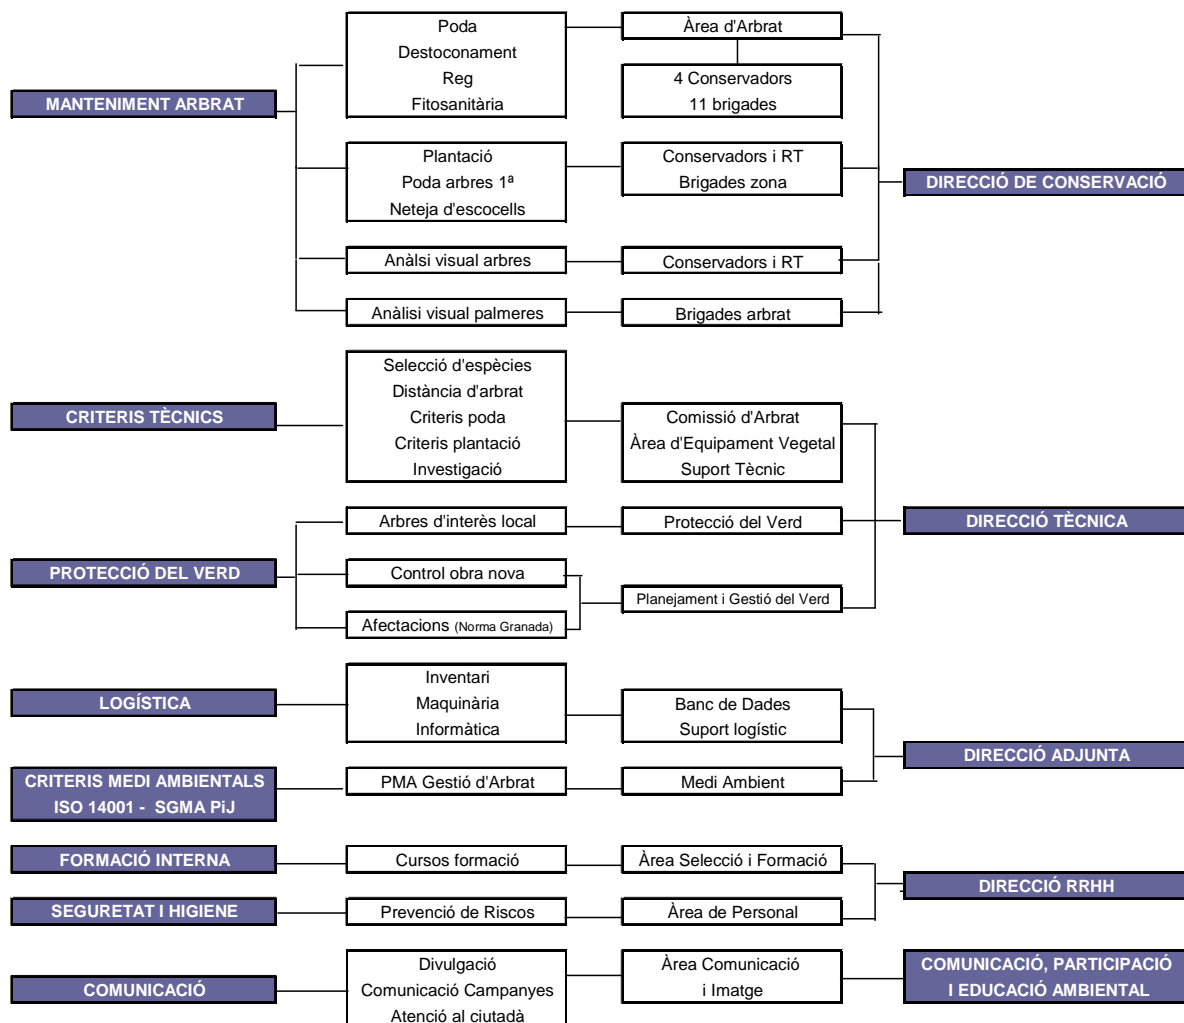 MANTENIMENT ARBRAT
Poda
Destoconament
Reg
Fitosanitària
Àrea d'Arbrat
4 Conservadors
11 brigades
Plantació
Poda arbres 1ª
Neteja d'escocells
Conservadors i RT
Brigades zona
DIRECCIÓ DE CONSERVACIÓ
Anàlsi visual arbres
Conservadors i RT
Anàlisi visual palmeres
Brigades arbrat
CRITERIS TÈCNICS
Selecció d'espècies
Distància d'arbrat
Criteris poda
Criteris plantació
Investigació
Comissió d'Arbrat
Àrea d'Equipament Vegetal
Suport Tècnic
PROTECCIÓ DEL VERD
Arbres d'interès local
Protecció del Verd
DIRECCIÓ TÈCNICA
Control obra nova
Afectacions (Norma Granada)
Planejament i Gestió del Verd
LOGÍSTICA
Inventari
Maquinària
Informàtica
Banc de Dades
Suport logístic
DIRECCIÓ ADJUNTA
CRITERIS MEDI AMBIENTALS
ISO 14001 - SGMA PiJ
PMA Gestió d'Arbrat
Medi Ambient
FORMACIÓ INTERNA
Cursos formació
Àrea Selecció i Formació
DIRECCIÓ RRHH
SEGURETAT I HIGIENE
Prevenció de Riscos
Àrea de Personal
COMUNICACIÓ
Divulgació
Comunicació Campanyes
Atenció al ciutadà
Àrea Comunicació
i Imatge
COMUNICACIÓ, PARTICIPACIÓ
I EDUCACIÓ AMBIENTAL